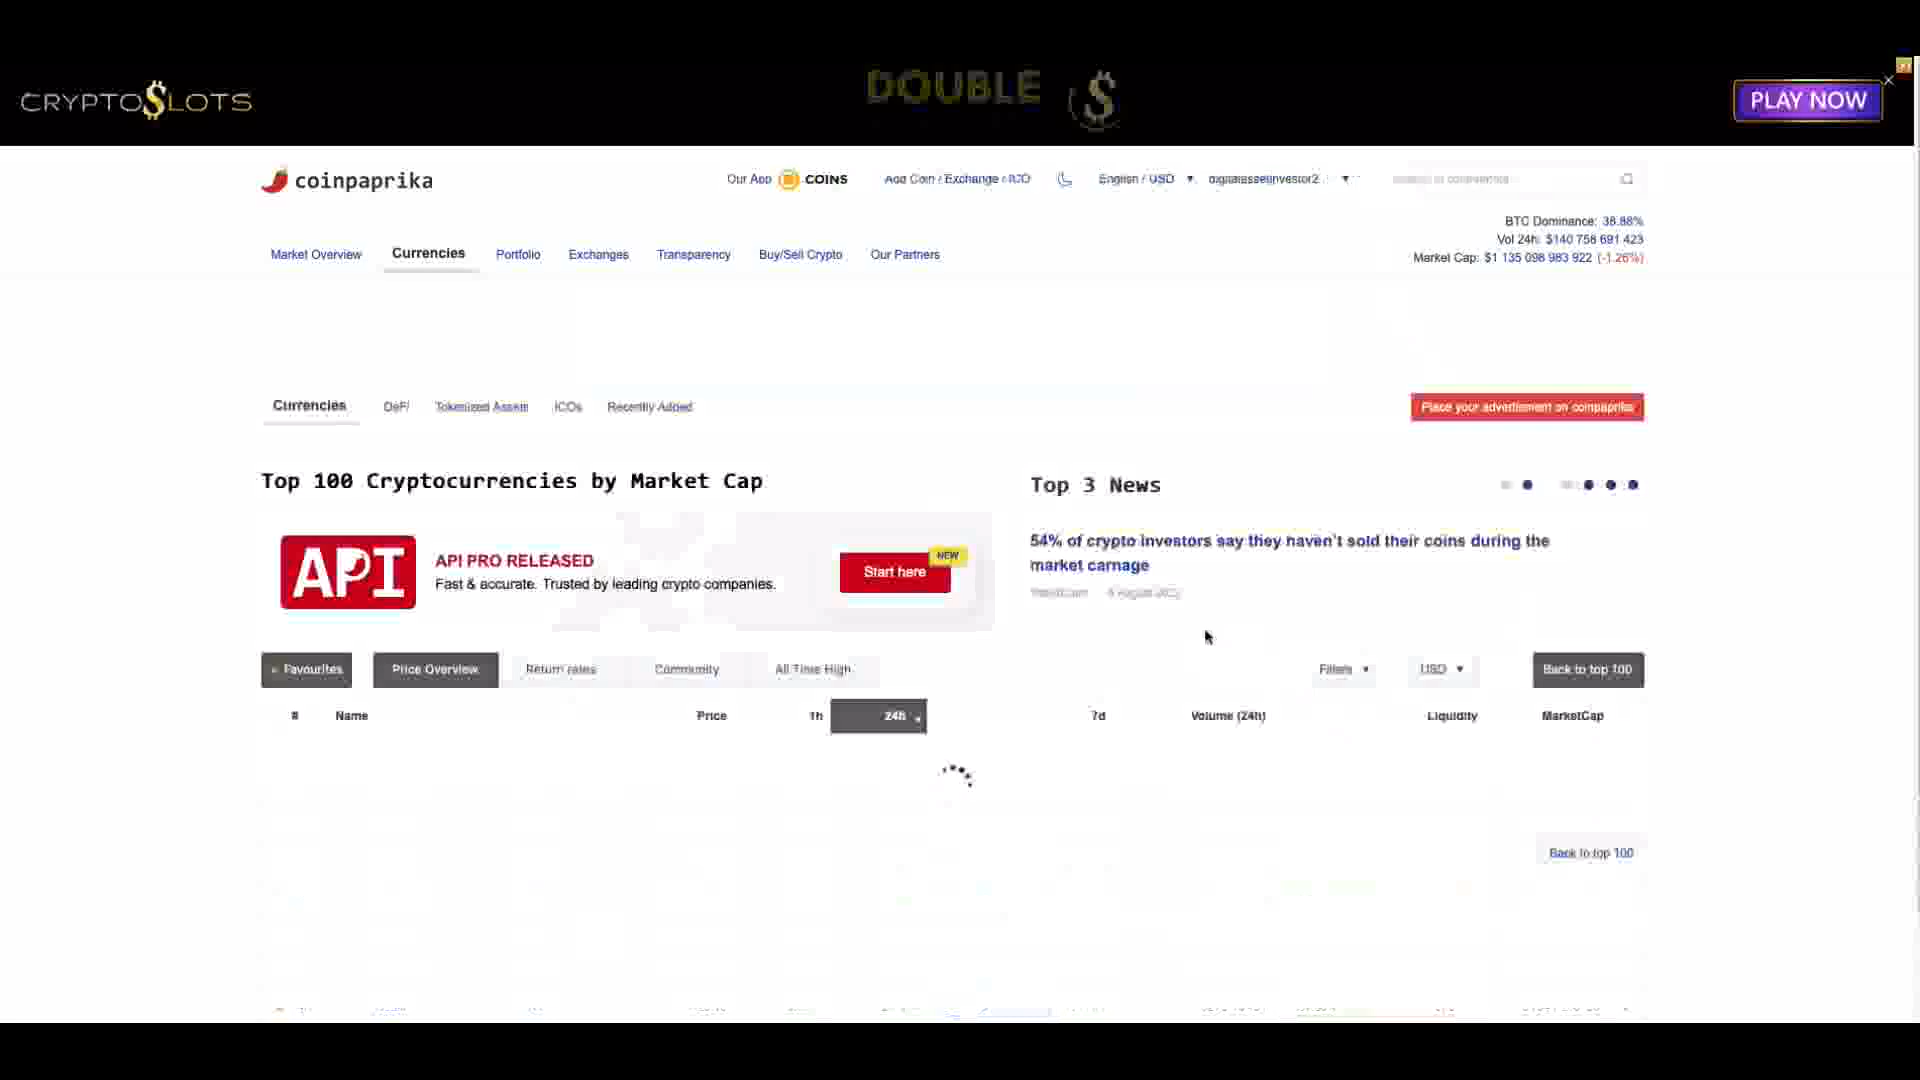 CRYPTO$LOTS
DOUBLE
$
PLAY NOW
coinpaprika
Our App COINS
Add Coin / Exchange / ICO
English / USD ▼
digitalassetinvestor2 ▼
BTC Dominance: 38.88%
Vol 24h: $140 758 691 423
Market Cap: $1 135 098 983 922 (-1.26%)
Market Overview Currencies Portfolio Exchanges Transparency Buy/Sell Crypto Our Partners
Currencies DeFi Tokenized Assets ICOs Recently Added
Place your advertisment on coinpaprika
Top 100 Cryptocurrencies by Market Cap
Top 3 News
API
API PRO RELEASED
Fast & accurate. Trusted by leading crypto companies.
Start here
NEW
54% of crypto investors say they haven't sold their coins during the
market carnage
Favourites Price Overview Return rates Community All Time High
Filters ▼ USD ▼ Back to top 100
# Name Price 1h 24h 7d Volume (24h) Liquidity MarketCap
Back to top 100